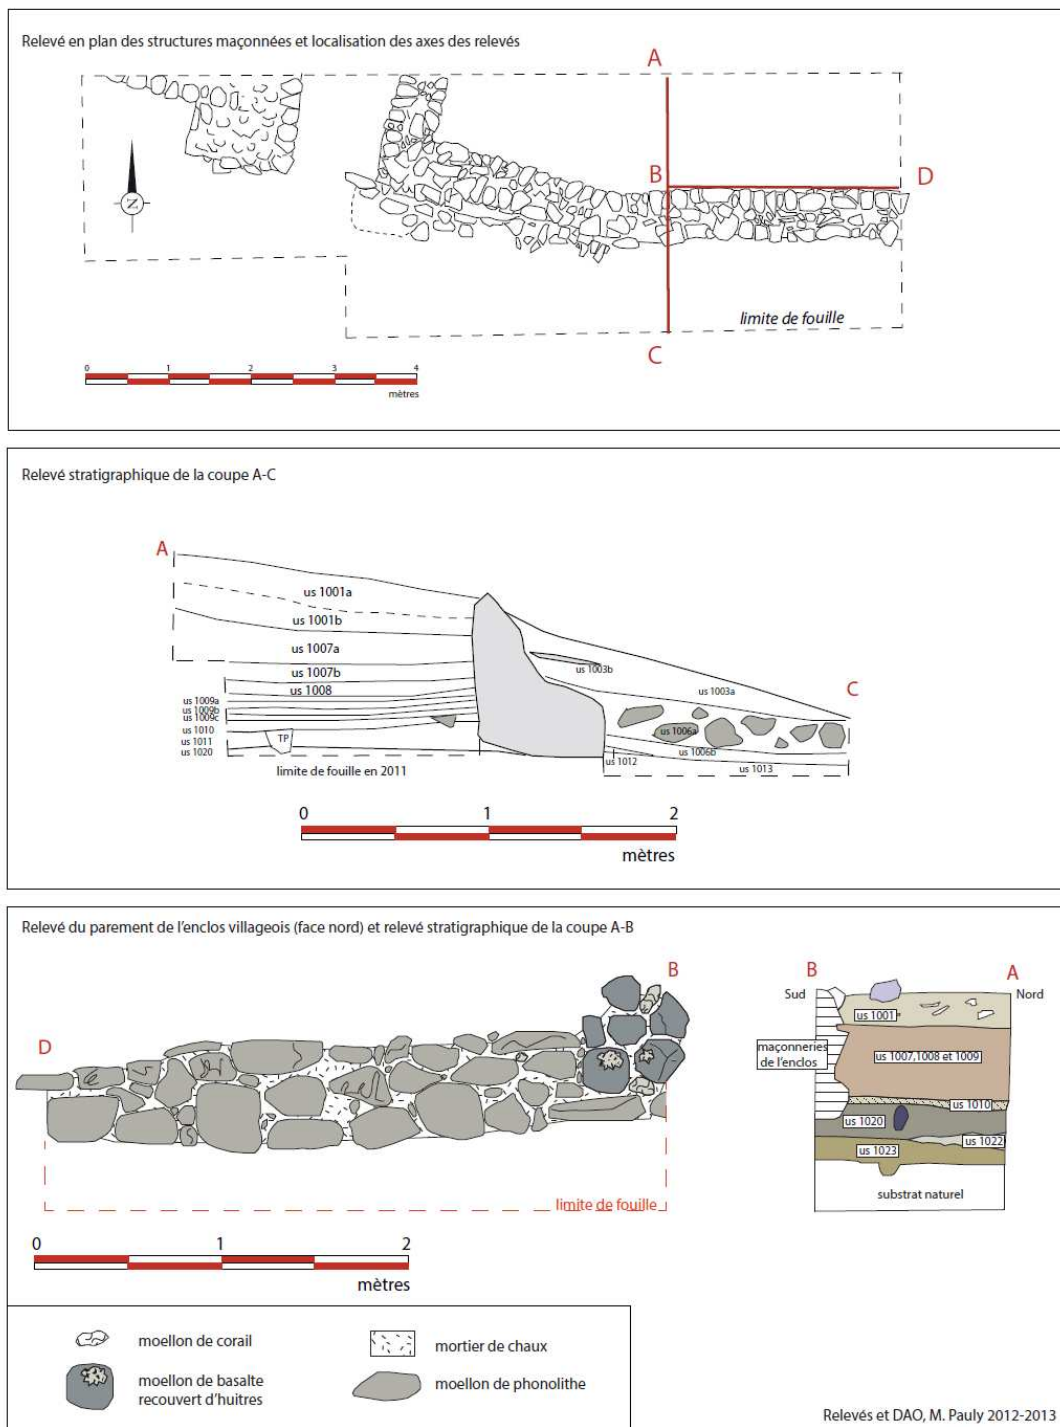 Relevé en plan des structures maçonnées et localisation des axes des relevés
A
B
D
N
limite de fouille
C
0 1 2 3 4
mètres
Relevé stratigraphique de la coupe A-C
A
us 1001a
us 1001b
us 1007a
us 1007b
us 1008
us 1009a
us 1009b
us 1009c
us 1010
us 1011
us 1020
TP
limite de fouille en 2011
us 1003b
us 1003a
C
us 1006a
us 1006b
us 1012
us 1013
0 1 2
mètres
Relevé du parement de l'enclos villageois (face nord) et relevé stratigraphique de la coupe A-B
D
B
limite de fouille
B
A
Sud
Nord
us 1001
maçonneries
de l'enclos
us 1007,1008 et 1009
us 1010
us 1020
us 1022
us 1023
substrat naturel
0 1 2
mètres
moellon de corail
mortier de chaux
moellon de basalte
recouvert d'huitres
moellon de phonolithe
Relevés et DAO, M. Pauly 2012-2013